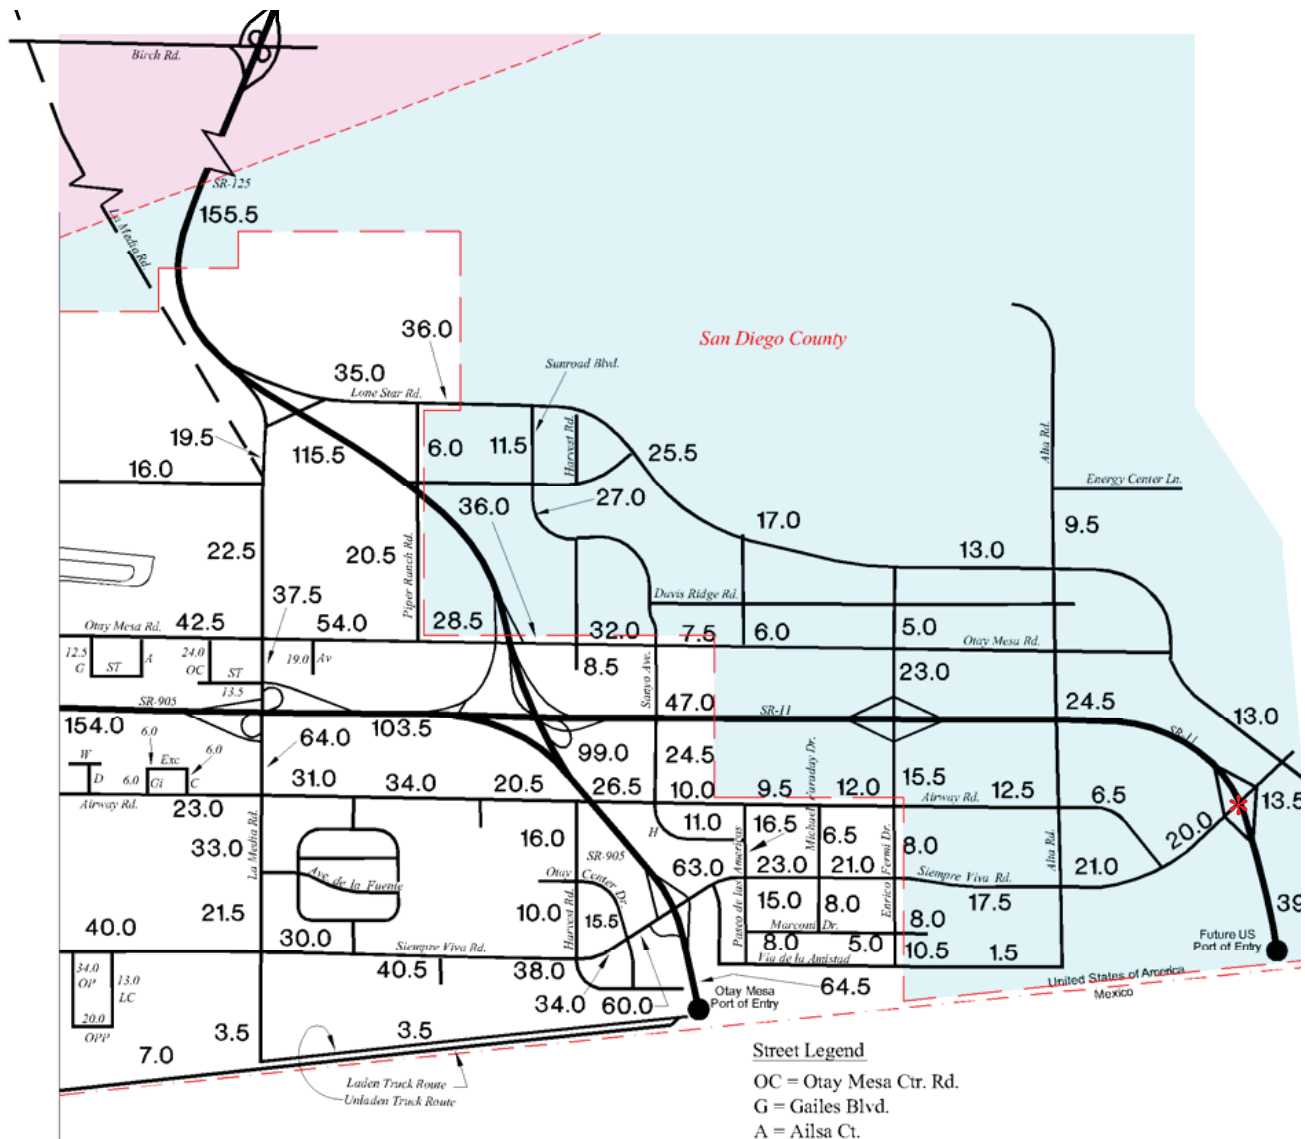 Birch Rd.
SR-125
155.5
La Media Rd.
36.0
San Diego County
Sunroad Blvd.
35.0
Lone Star Rd.
19.5
115.5
6.0
11.5
Harvest Rd.
25.5
Alta Rd.
16.0
27.0
Energy Center Ln.
36.0
17.0
9.5
22.5
20.5
13.0
Piper Ranch Rd.
37.5
Davis Ridge Rd.
Otay Mesa Rd.
42.5
54.0
28.5
32.0
7.5
6.0
5.0
Otay Mesa Rd.
12.5
G
ST
A
24.0
OC
ST
19.0
Av
8.5
Sanyo Ave.
23.0
13.5
SR-905
154.0
103.5
47.0
SR-11
24.5
SR-11
13.0
6.0
6.0
64.0
99.0
24.5
Michael Faraday Dr.
W
D
Exc
6.0
Gi
C
31.0
34.0
20.5
26.5
10.0
9.5
12.0
15.5
12.5
6.5
13.5
Airway Rd.
23.0
Airway Rd.
La Media Rd.
33.0
16.0
H
11.0
16.5
6.5
8.0
20.0
SR-905
63.0
Paseo de las Americas
23.0
21.0
Enrico Fermi Dr.
Alta Rd.
21.0
Ave de la Fuente
Otay Center Dr.
Siempre Viva Rd.
17.5
21.5
10.0
Harvest Rd.
15.5
15.0
8.0
8.0
39
40.0
30.0
Siempre Viva Rd.
Marconi Dr.
8.0
5.0
10.5
1.5
Future US
Port of Entry
Via de la Amistad
34.0
OP
13.0
LC
40.5
38.0
34.0
60.0
64.5
United States of America
Mexico
Otay Mesa
Port of Entry
20.0
OPP
3.5
3.5
7.0
Laden Truck Route
Unladen Truck Route
Street Legend
OC = Otay Mesa Ctr. Rd.
G = Gailes Blvd.
A = Ailsa Ct.